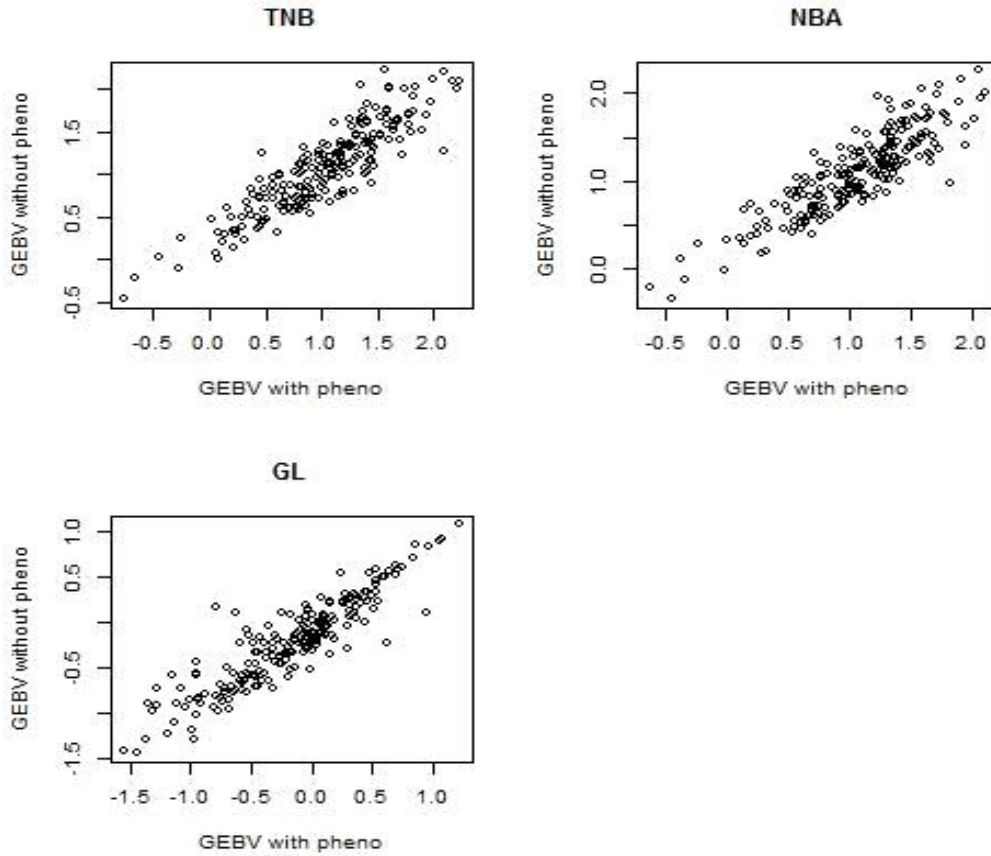 TNB
GEBV without pheno
-0.5 0.5 1.5
-0.5 0.0 0.5 1.0 1.5 2.0
GEBV with pheno
NBA
GEBV without pheno
0.0 1.0 2.0
-0.5 0.0 0.5 1.0 1.5 2.0
GEBV with pheno
GL
GEBV without pheno
-1.5 -0.5 0.5 1.0
-1.5 -1.0 -0.5 0.0 0.5 1.0
GEBV with pheno